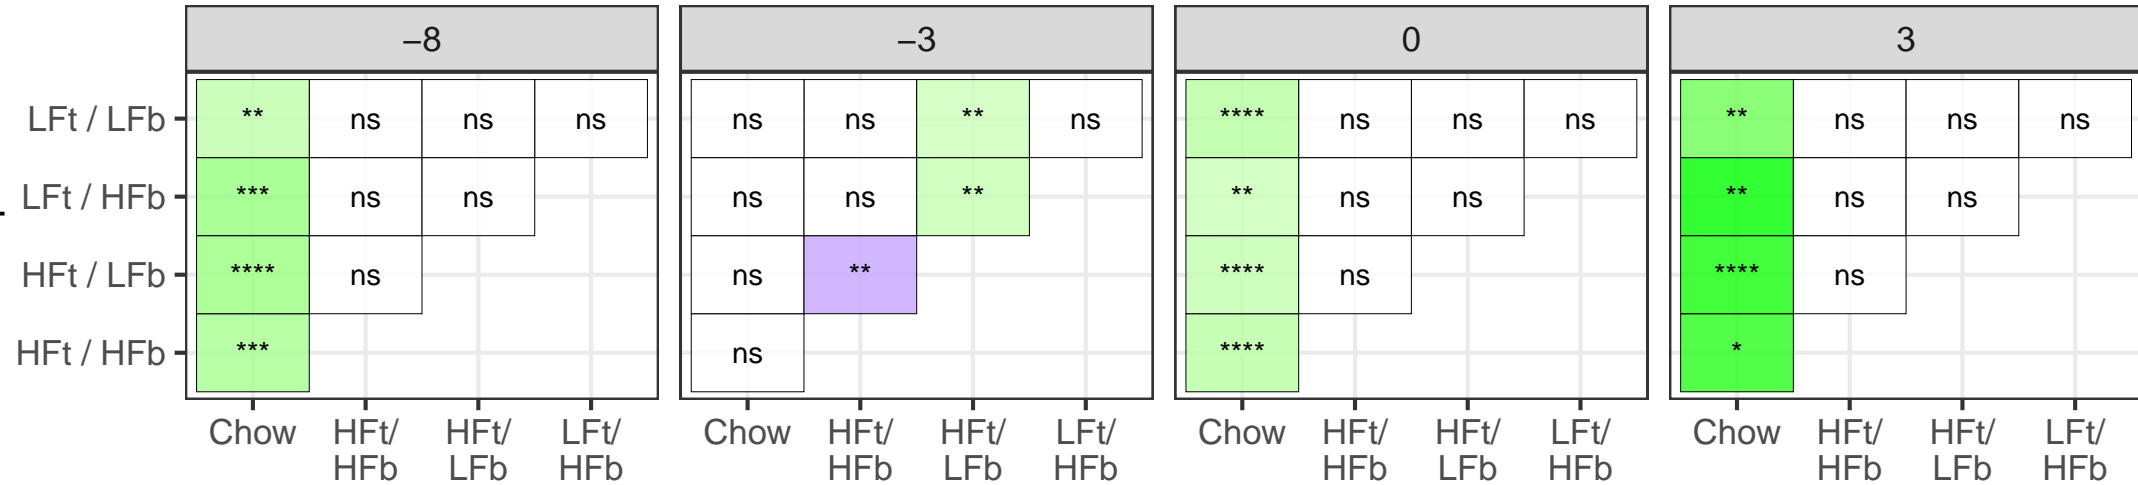 −8 −3 0 3
LFt / LFb ** ns ns ns ns ns ** ns **** ns ns ns ** ns ns ns
LFt / HFb *** ns ns ns ns ** ** ns ns ** ns ns
HFt / LFb **** ns ns ** **** ns **** ns
HFt / HFb *** ns **** *
Chow HFt/ HFt/ LFt/ Chow HFt/ HFt/ LFt/ Chow HFt/ HFt/ LFt/ Chow HFt/ HFt/ LFt/
HFb LFb HFb HFb LFb HFb HFb LFb HFb HFb LFb HFb